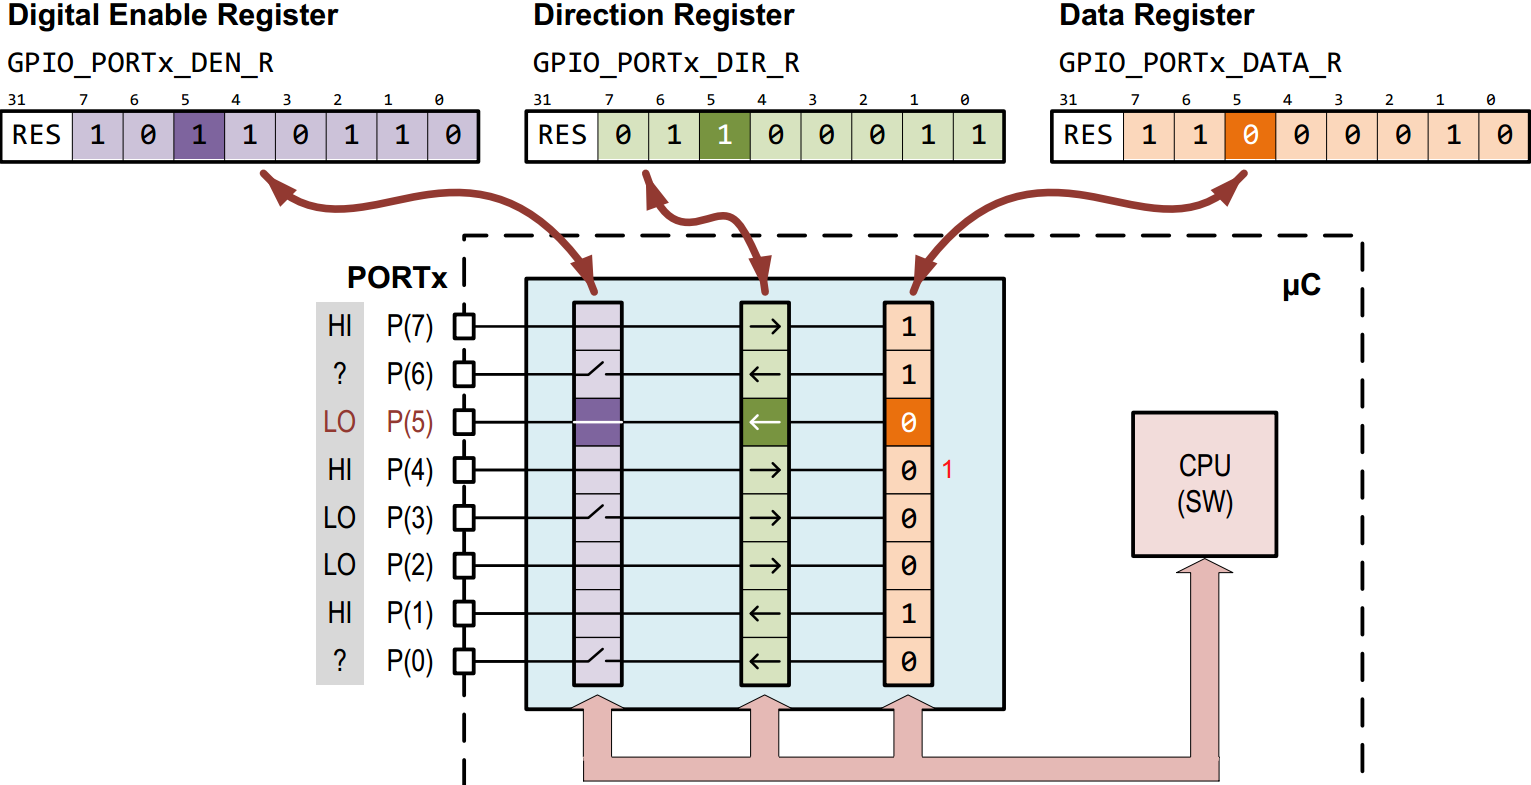 Digital Enable Register
Direction Register
Data Register
GPIO_PORTx_DEN_R
GPIO_PORTx_DIR_R
GPIO_PORTx_DATA_R
31 7 6 5 4 3 2 1 0
31 7 6 5 4 3 2 1 0
31 7 6 5 4 3 2 1 0
RES 1 0 1 1 0 1 1 0
RES 0 1 1 0 0 0 1 1
RES 1 1 0 0 0 0 1 0
PORTx
µC
HI P(7) 1
? P(6) 1
LO P(5) 0
HI P(4) 0 1
LO P(3) 0
LO P(2) 0
HI P(1) 1
? P(0) 0
CPU
(SW)